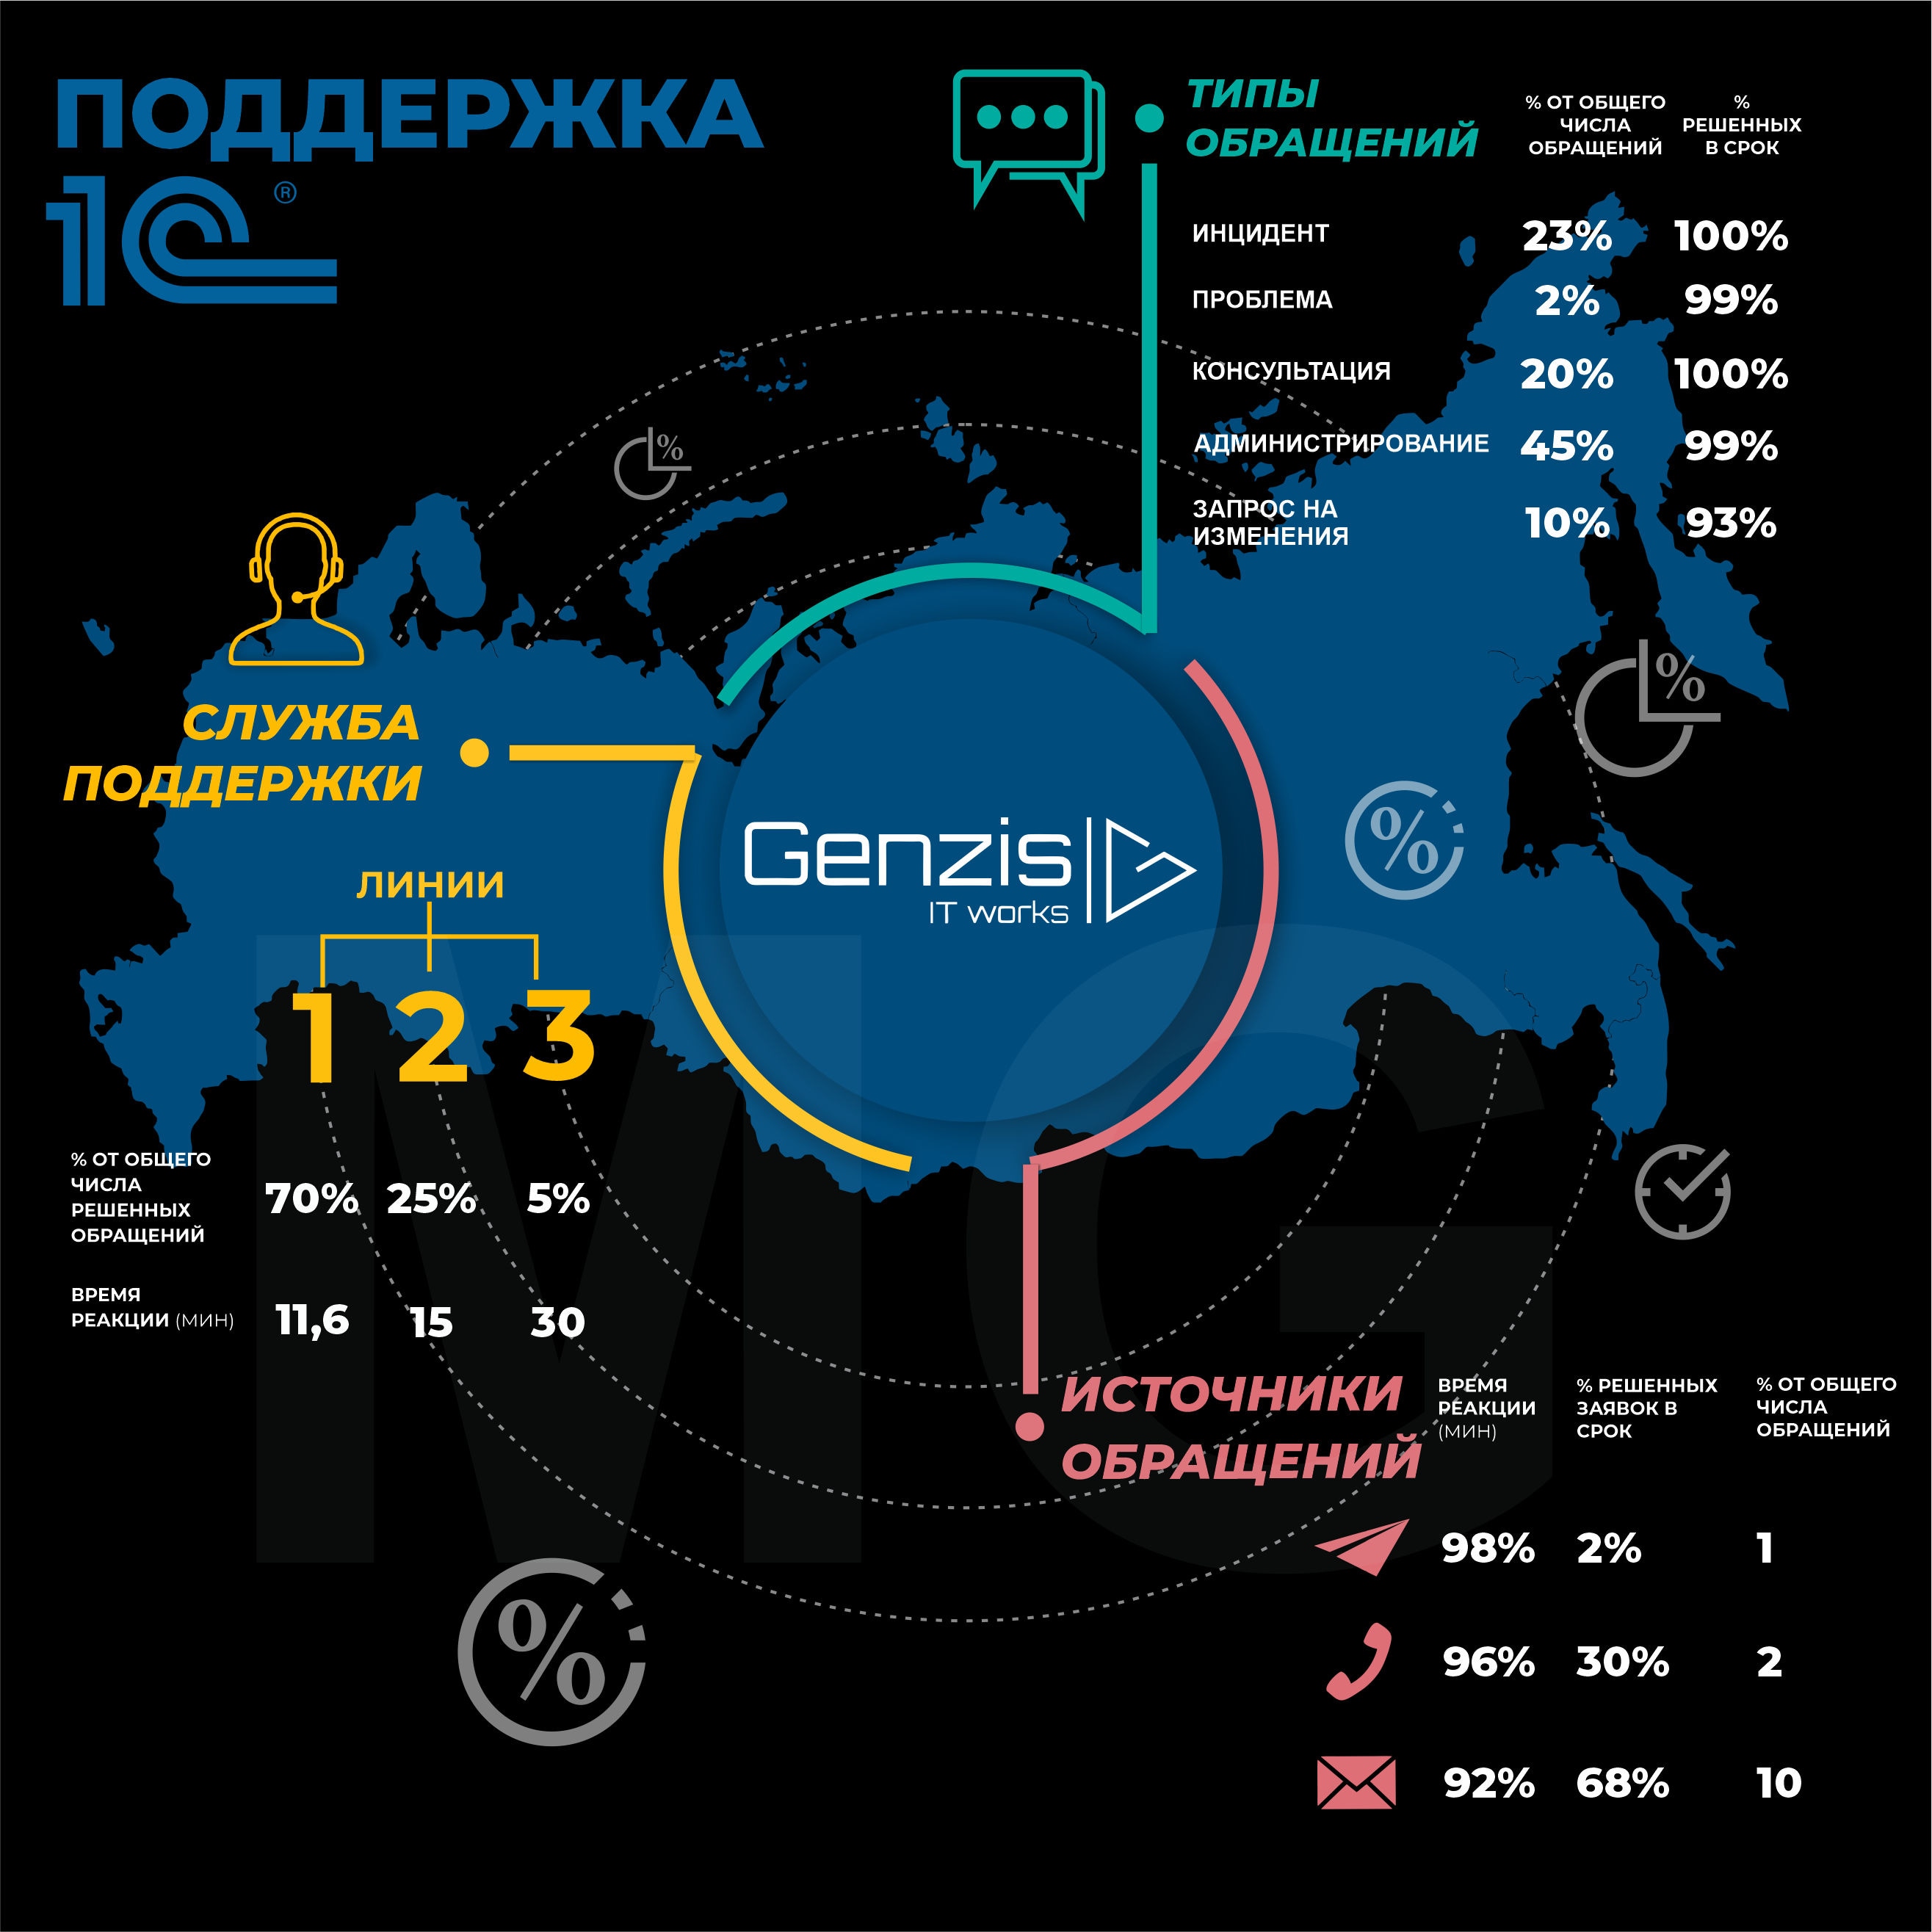 ПОДДЕРЖКА
1С®
ТИПЫ
ОБРАЩЕНИЙ
% ОТ ОБЩЕГО
ЧИСЛА
ОБРАЩЕНИЙ
%
РЕШЕННЫХ
В СРОК
ИНЦИДЕНТ 23% 100%
ПРОБЛЕМА 2% 99%
КОНСУЛЬТАЦИЯ 20% 100%
АДМИНИСТРИРОВАНИЕ 45% 99%
ЗАПРОС НА
ИЗМЕНЕНИЯ 10% 93%
%
%
%
СЛУЖБА
ПОДДЕРЖКИ
Genzis
IT works
ЛИНИИ
1 2 3
% ОТ ОБЩЕГО
ЧИСЛА
РЕШЕННЫХ
ОБРАЩЕНИЙ
70% 25% 5%
ВРЕМЯ
РЕАКЦИИ (МИН)
11,6 15 30
MG
ИСТОЧНИКИ
ОБРАЩЕНИЙ
ВРЕМЯ
РЕАКЦИИ
(МИН)
% РЕШЕННЫХ
ЗАЯВОК В
СРОК
% ОТ ОБЩЕГО
ЧИСЛА
ОБРАЩЕНИЙ
98% 2% 1
96% 30% 2
92% 68% 10
%